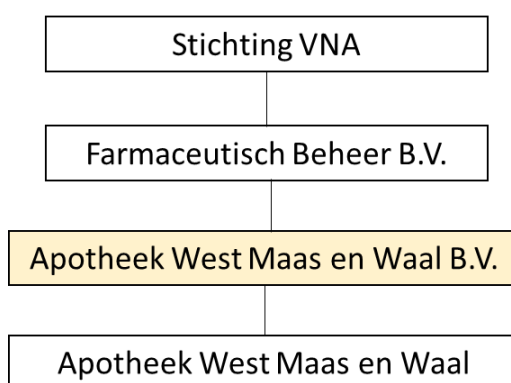 Stichting VNA
Farmaceutisch Beheer B.V.
Apotheek West Maas en Waal B.V.
Apotheek West Maas en Waal